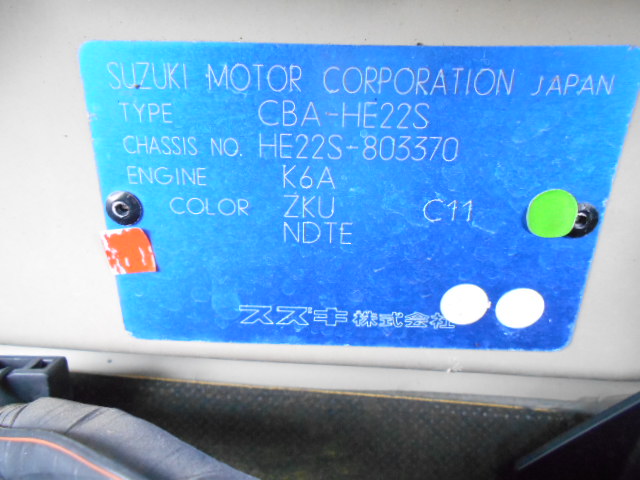 SUZUKI MOTOR CORPORATION JAPAN
TYPE CBA-HE22S
CHASSIS NO. HE22S-803370
ENGINE K6A
COLOR ZKU C11
NDTE
スズキ株式会社